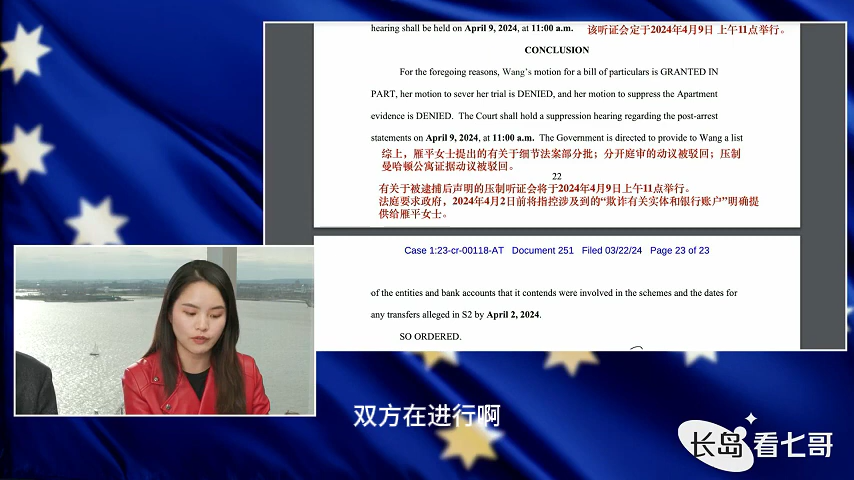 hearing shall be held on April 9, 2024, at 11:00 a.m. 该听证会定于2024年4月9日 上午11点举行。
CONCLUSION
For the foregoing reasons, Wang's motion for a bill of particulars is GRANTED IN
PART, her motion to sever her trial is DENIED, and her motion to suppress the Apartment
evidence is DENIED. The Court shall hold a suppression hearing regarding the post-arrest
statements on April 9, 2024, at 11:00 a.m. The Government is directed to provide to Wang a list
综上，雁平女士提出的有关于细节法案部分批；分开庭审的动议被驳回；压制
曼哈顿公寓证据动议被驳回。
22
有关于被逮捕后声明的压制听证会将于2024年4月9日上午11点举行。
法庭要求政府，2024年4月2日前将指控涉及到的“欺诈有关实体和银行账户”明确提
供给雁平女士。
Case 1:23-cr-00118-AT Document 251 Filed 03/22/24 Page 23 of 23
of the entities and bank accounts that it contends were involved in the schemes and the dates for
any transfers alleged in S2 by April 2, 2024.
SO ORDERED.
双方在进行啊
长岛看七哥